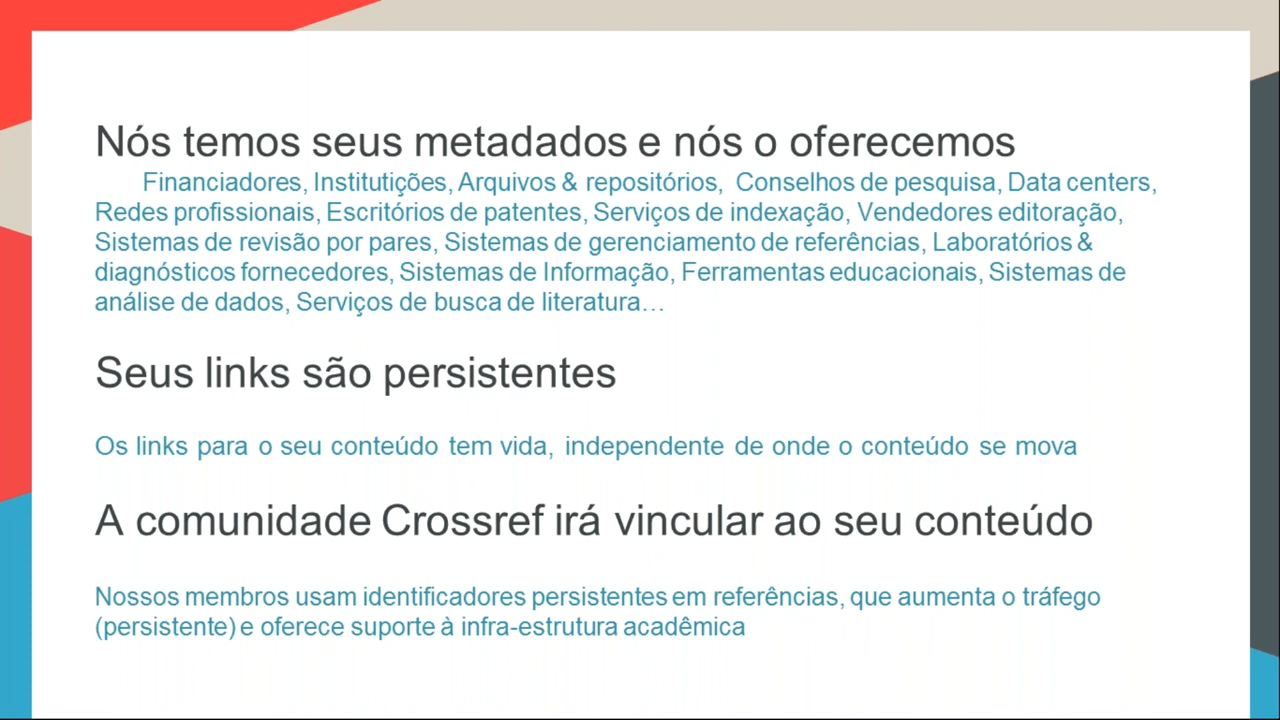 Nós temos seus metadados e nós o oferecemos
Financiadores, Institutições, Arquivos & repositórios, Conselhos de pesquisa, Data centers,
Redes profissionais, Escritórios de patentes, Serviços de indexação, Vendedores editoração,
Sistemas de revisão por pares, Sistemas de gerenciamento de referências, Laboratórios &
diagnósticos fornecedores, Sistemas de Informação, Ferramentas educacionais, Sistemas de
análise de dados, Serviços de busca de literatura…
Seus links são persistentes
Os links para o seu conteúdo tem vida, independente de onde o conteúdo se mova
A comunidade Crossref irá vincular ao seu conteúdo
Nossos membros usam identificadores persistentes em referências, que aumenta o tráfego
(persistente) e oferece suporte à infra-estrutura acadêmica